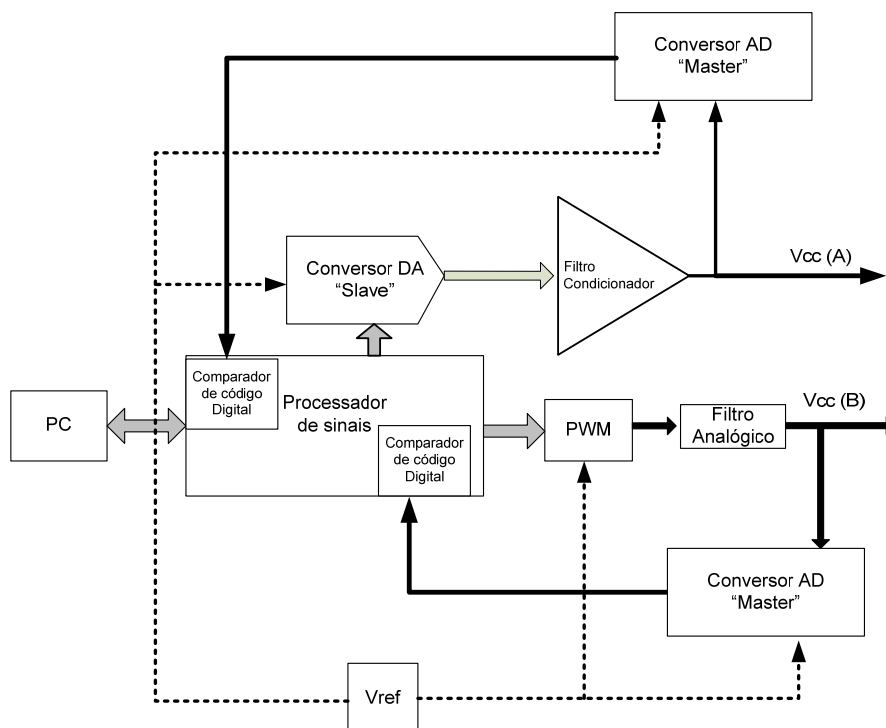 Conversor AD
“Master”
Conversor DA
“Slave”
Filtro
Condicionador
Vcc (A)
Comparador
de código
Digital
Processador
de sinais
PC
Comparador
de código
Digital
PWM
Filtro
Analógico
Vcc (B)
Conversor AD
“Master”
Vref